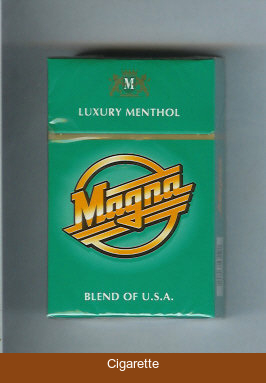 M
LUXURY MENTHOL
Magna
BLEND OF U.S.A.
Cigarette